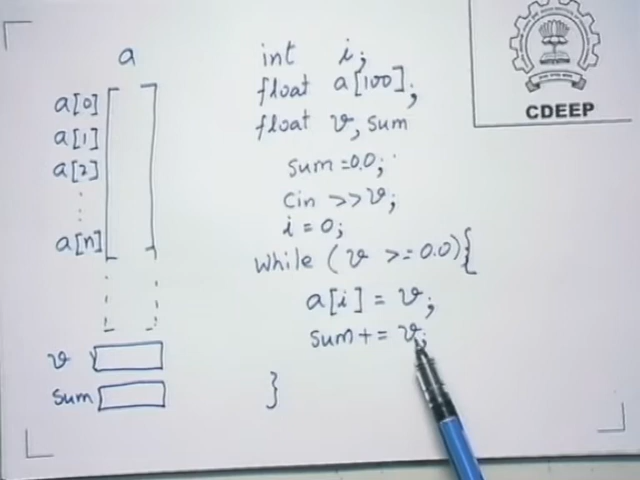 a
a[0]
a[1]
a[2]
a[n]
v
sum
int i;
float a[100];
float v, sum
sum=0.0;
cin >>v;
i = 0;
while (v >=0.0){
a[i] = v;
sum+= v;
}
CDEEP